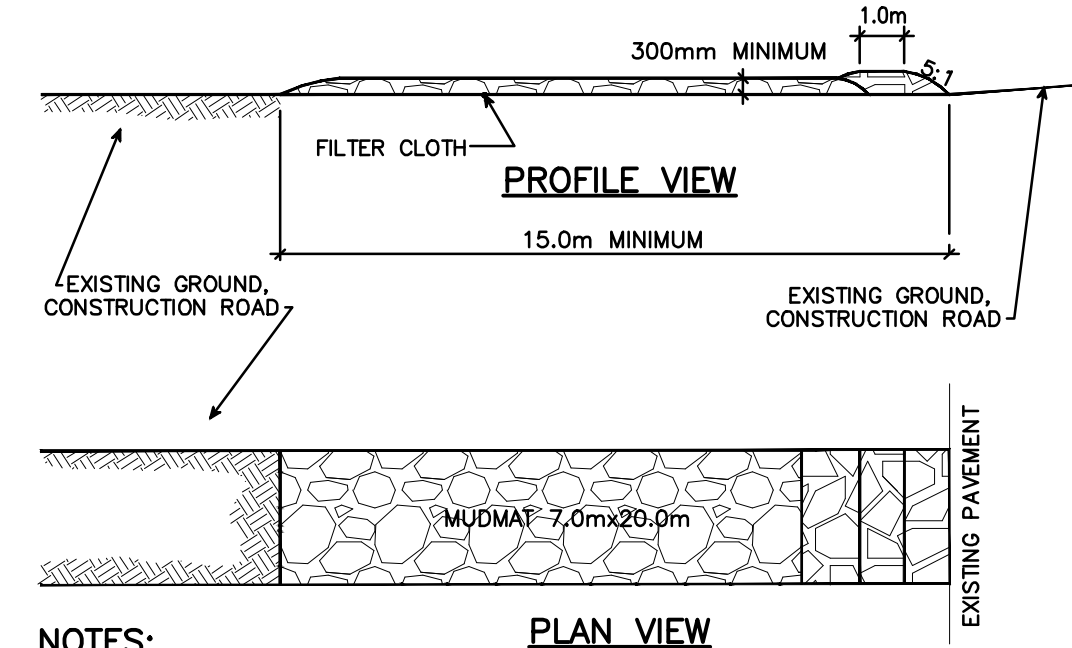 1.0m
300mm MINIMUM
5:1
FILTER CLOTH
PROFILE VIEW
15.0m MINIMUM
EXISTING GROUND,
CONSTRUCTION ROAD
EXISTING GROUND,
CONSTRUCTION ROAD
MUDMAT 7.0mx20.0m
EXISTING PAVEMENT
PLAN VIEW
NOTES: